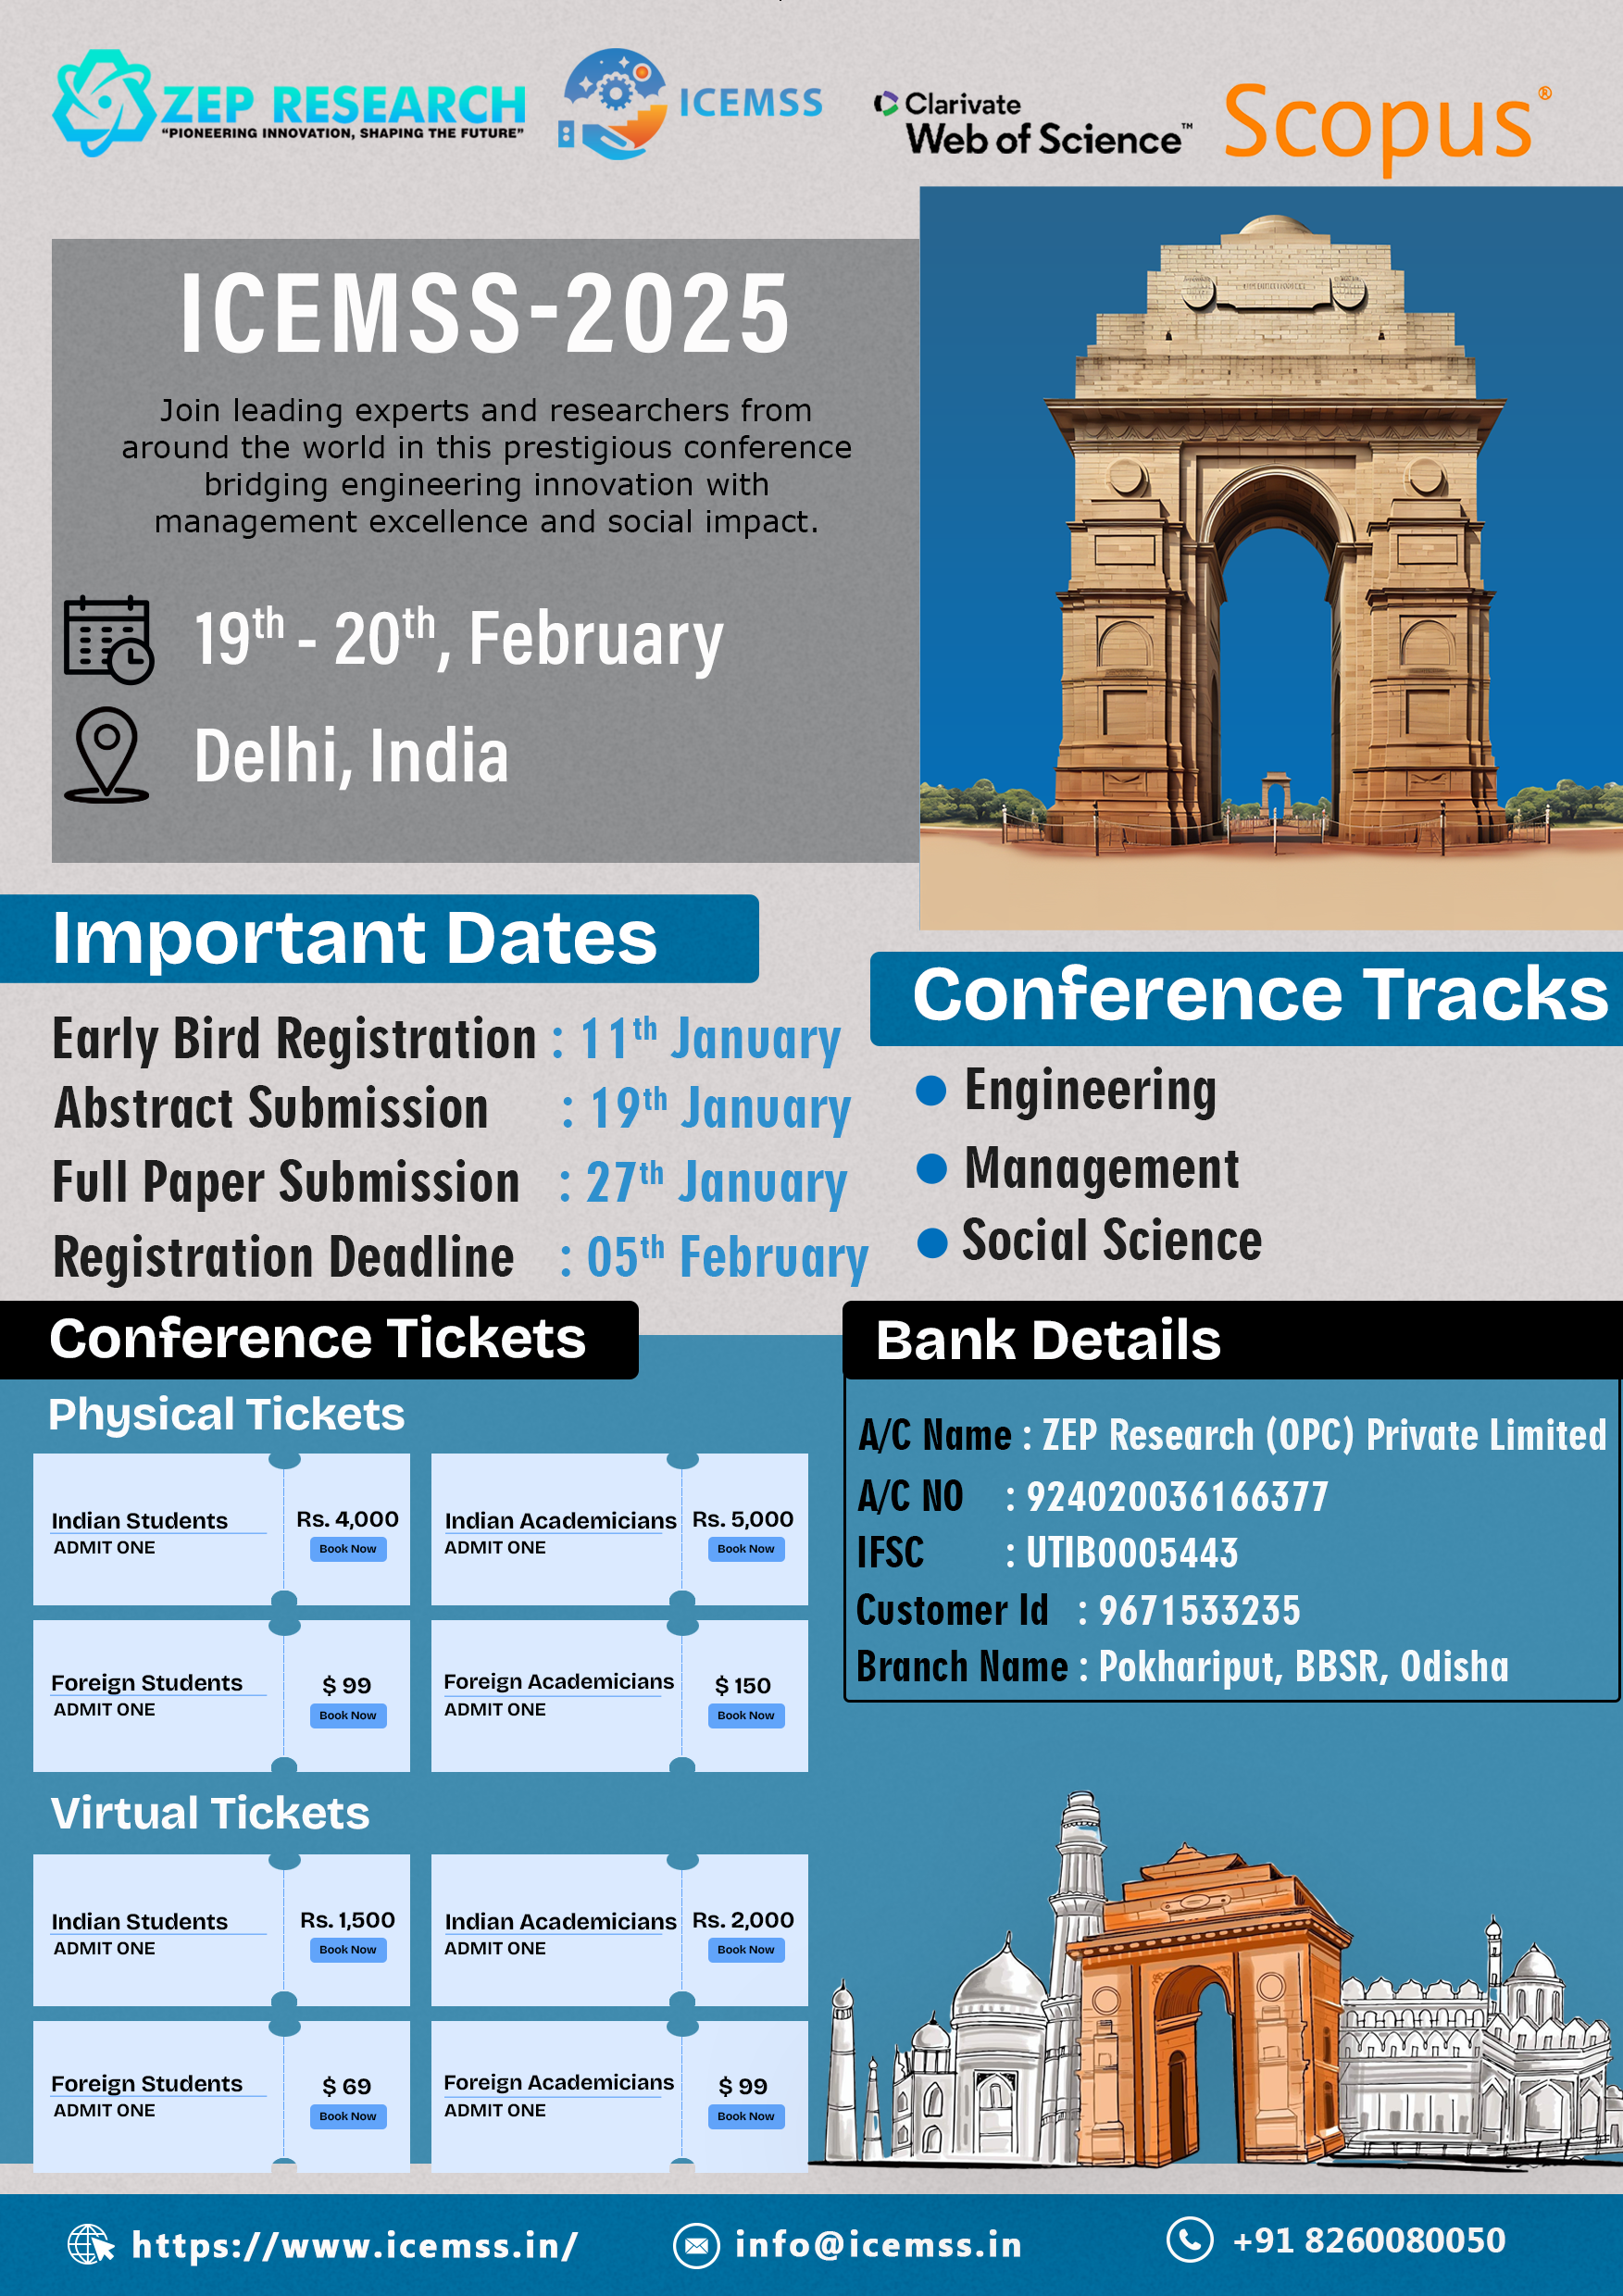 ZEP RESEARCH
"PIONEERING INNOVATION, SHAPING THE FUTURE"
ICEMSS
Clarivate
Web of Science™
Scopus®
ICEMSS-2025
Join leading experts and researchers from
around the world in this prestigious conference
bridging engineering innovation with
management excellence and social impact.
19th - 20th, February
Delhi, India
Important Dates
Early Bird Registration : 11th January
Abstract Submission : 19th January
Full Paper Submission : 27th January
Registration Deadline : 05th February
Conference Tracks
Engineering
Management
Social Science
Conference Tickets
Physical Tickets
Indian Students
ADMIT ONE
Rs. 4,000
Book Now
Indian Academicians
ADMIT ONE
Rs. 5,000
Book Now
Foreign Students
ADMIT ONE
$ 99
Book Now
Foreign Academicians
ADMIT ONE
$ 150
Book Now
Virtual Tickets
Indian Students
ADMIT ONE
Rs. 1,500
Book Now
Indian Academicians
ADMIT ONE
Rs. 2,000
Book Now
Foreign Students
ADMIT ONE
$ 69
Book Now
Foreign Academicians
ADMIT ONE
$ 99
Book Now
Bank Details
A/C Name : ZEP Research (OPC) Private Limited
A/C NO : 924020036166377
IFSC : UTIB0005443
Customer Id : 9671533235
Branch Name : Pokhariput, BBSR, Odisha
https://www.icemss.in/
info@icemss.in
+91 8260080050